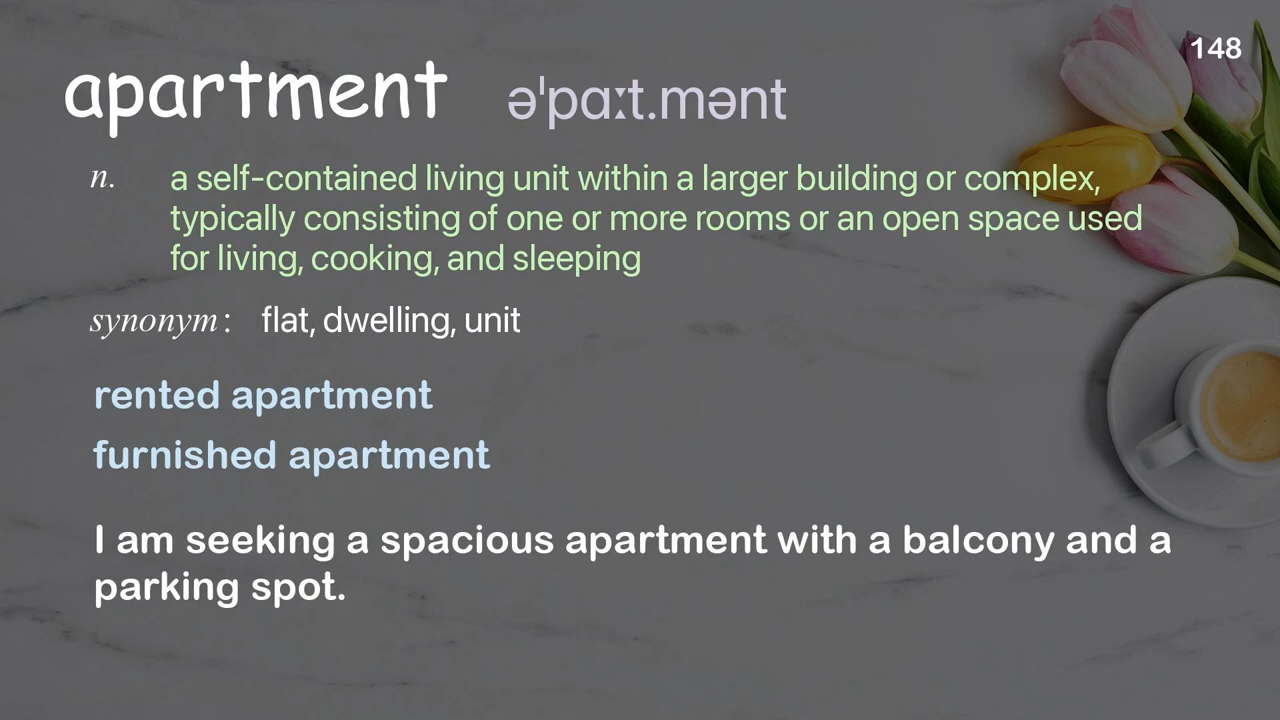 148
apartment əˈpɑːt.mənt
n. a self-contained living unit within a larger building or complex,
typically consisting of one or more rooms or an open space used
for living, cooking, and sleeping
synonym: flat, dwelling, unit
rented apartment
furnished apartment
I am seeking a spacious apartment with a balcony and a
parking spot.